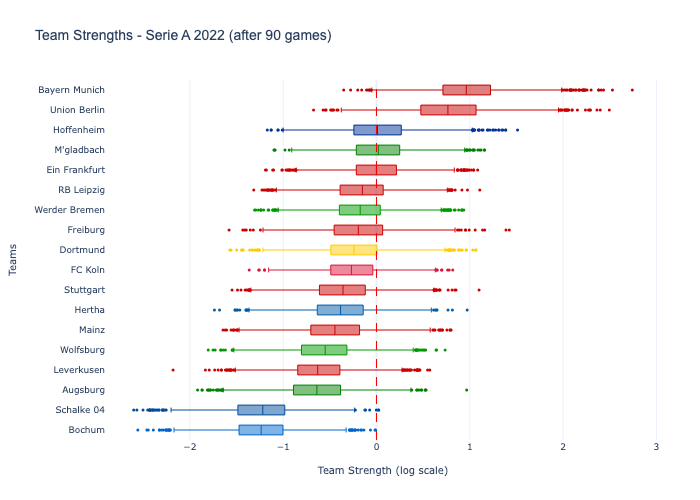 Team Strengths - Serie A 2022 (after 90 games)
Bayern Munich
Union Berlin
Hoffenheim
M'gladbach
Ein Frankfurt
RB Leipzig
Werder Bremen
Freiburg
Dortmund
FC Koln
Stuttgart
Hertha
Mainz
Wolfsburg
Leverkusen
Augsburg
Schalke 04
Bochum
Teams
−2 −1 0 1 2 3
Team Strength (log scale)